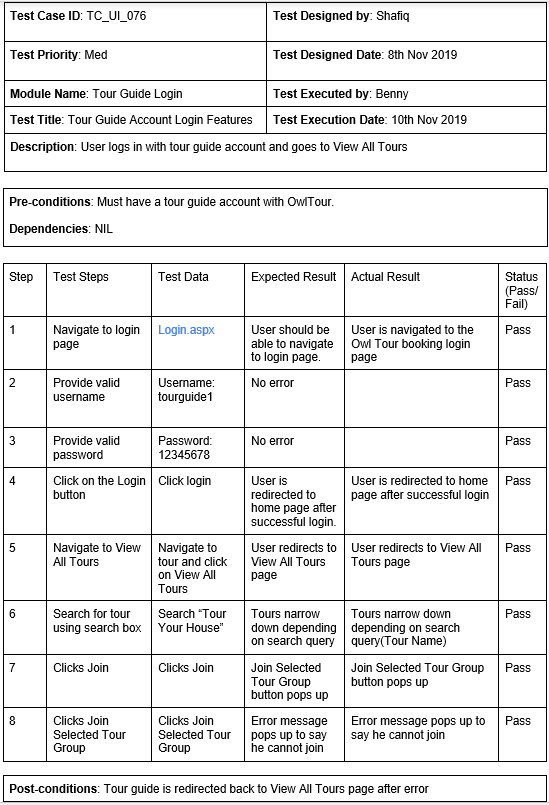 Test Case ID: TC_UI_076
Test Designed by: Shafiq
Test Priority: Med
Test Designed Date: 8th Nov 2019
Module Name: Tour Guide Login
Test Executed by: Benny
Test Title: Tour Guide Account Login Features
Test Execution Date: 10th Nov 2019
Description: User logs in with tour guide account and goes to View All Tours
Pre-conditions: Must have a tour guide account with OwlTour.
Dependencies: NIL
Step
Test Steps
Test Data
Expected Result
Actual Result
Status
(Pass/
Fail)
1
Navigate to login
page
Login.aspx
User should be
able to navigate
to login page.
User is navigated to the
Owl Tour booking login
page
Pass
2
Provide valid
username
Username:
tourguide1
No error
Pass
3
Provide valid
password
Password:
12345678
No error
Pass
4
Click on the Login
button
Click login
User is
redirected to
home page after
successful login.
User is redirected to home
page after successful login
Pass
5
Navigate to View
All Tours
Navigate to
tour and click
on View All
Tours
User redirects to
View All Tours
page
User redirects to View All
Tours page
Pass
6
Search for tour
using search box
Search “Tour
Your House”
Tours narrow
down depending
on search query
Tours narrow down
depending on search
query(Tour Name)
Pass
7
Clicks Join
Clicks Join
Join Selected
Tour Group
button pops up
Join Selected Tour Group
button pops up
Pass
8
Clicks Join
Selected Tour
Group
Clicks Join
Selected Tour
Group
Error message
pops up to say
he cannot join
Error message pops up to
say he cannot join
Pass
Post-conditions: Tour guide is redirected back to View All Tours page after error